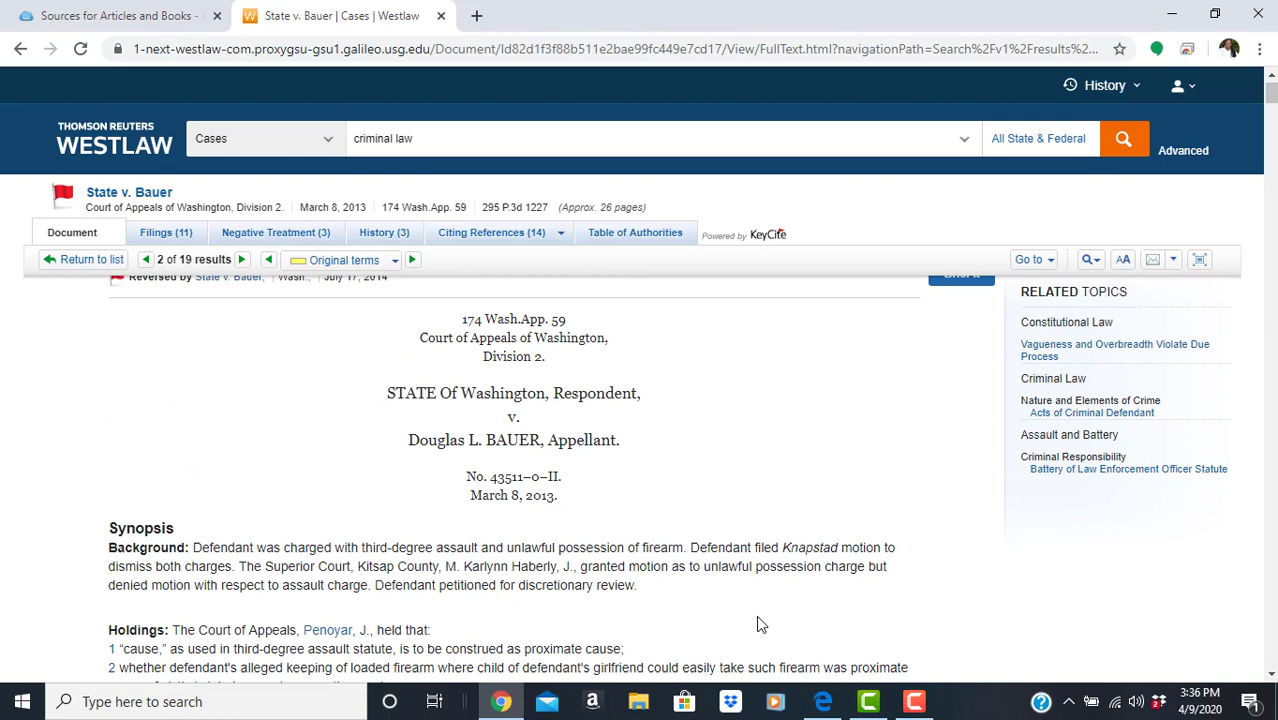 Sources for Articles and Books -
State v. Bauer | Cases | Westlaw
1-next-westlaw-com.proxygsu-gsu1.galileo.usg.edu/Document/Id82d1f3f88b511e2bae99fc449e7cd17/View/FullText.html?navigationPath=Search%2Fv1%2Fresults%2...
History
THOMSON REUTERS
WESTLAW
Cases
criminal law
All State & Federal
Advanced
State v. Bauer
Court of Appeals of Washington, Division 2. March 8, 2013 174 Wash.App. 59 295 P.3d 1227 (Approx. 26 pages)
Document Filings (11) Negative Treatment (3) History (3) Citing References (14) Table of Authorities Powered by KeyCite
Return to list 2 of 19 results Original terms Go to AA
Reversed by State v. Bauer, Wash., July 17, 2014
174 Wash.App. 59
Court of Appeals of Washington,
Division 2.
STATE Of Washington, Respondent,
v.
Douglas L. BAUER, Appellant.
No. 43511–0–II.
March 8, 2013.
Synopsis
Background: Defendant was charged with third-degree assault and unlawful possession of firearm. Defendant filed Knapstad motion to
dismiss both charges. The Superior Court, Kitsap County, M. Karlynn Haberly, J., granted motion as to unlawful possession charge but
denied motion with respect to assault charge. Defendant petitioned for discretionary review.
Holdings: The Court of Appeals, Penoyar, J., held that:
1 “cause,” as used in third-degree assault statute, is to be construed as proximate cause;
2 whether defendant's alleged keeping of loaded firearm where child of defendant's girlfriend could easily take such firearm was proximate
RELATED TOPICS
Constitutional Law
Vagueness and Overbreadth Violate Due
Process
Criminal Law
Nature and Elements of Crime
Acts of Criminal Defendant
Assault and Battery
Criminal Responsibility
Battery of Law Enforcement Officer Statute
Type here to search
3:36 PM
4/9/2020